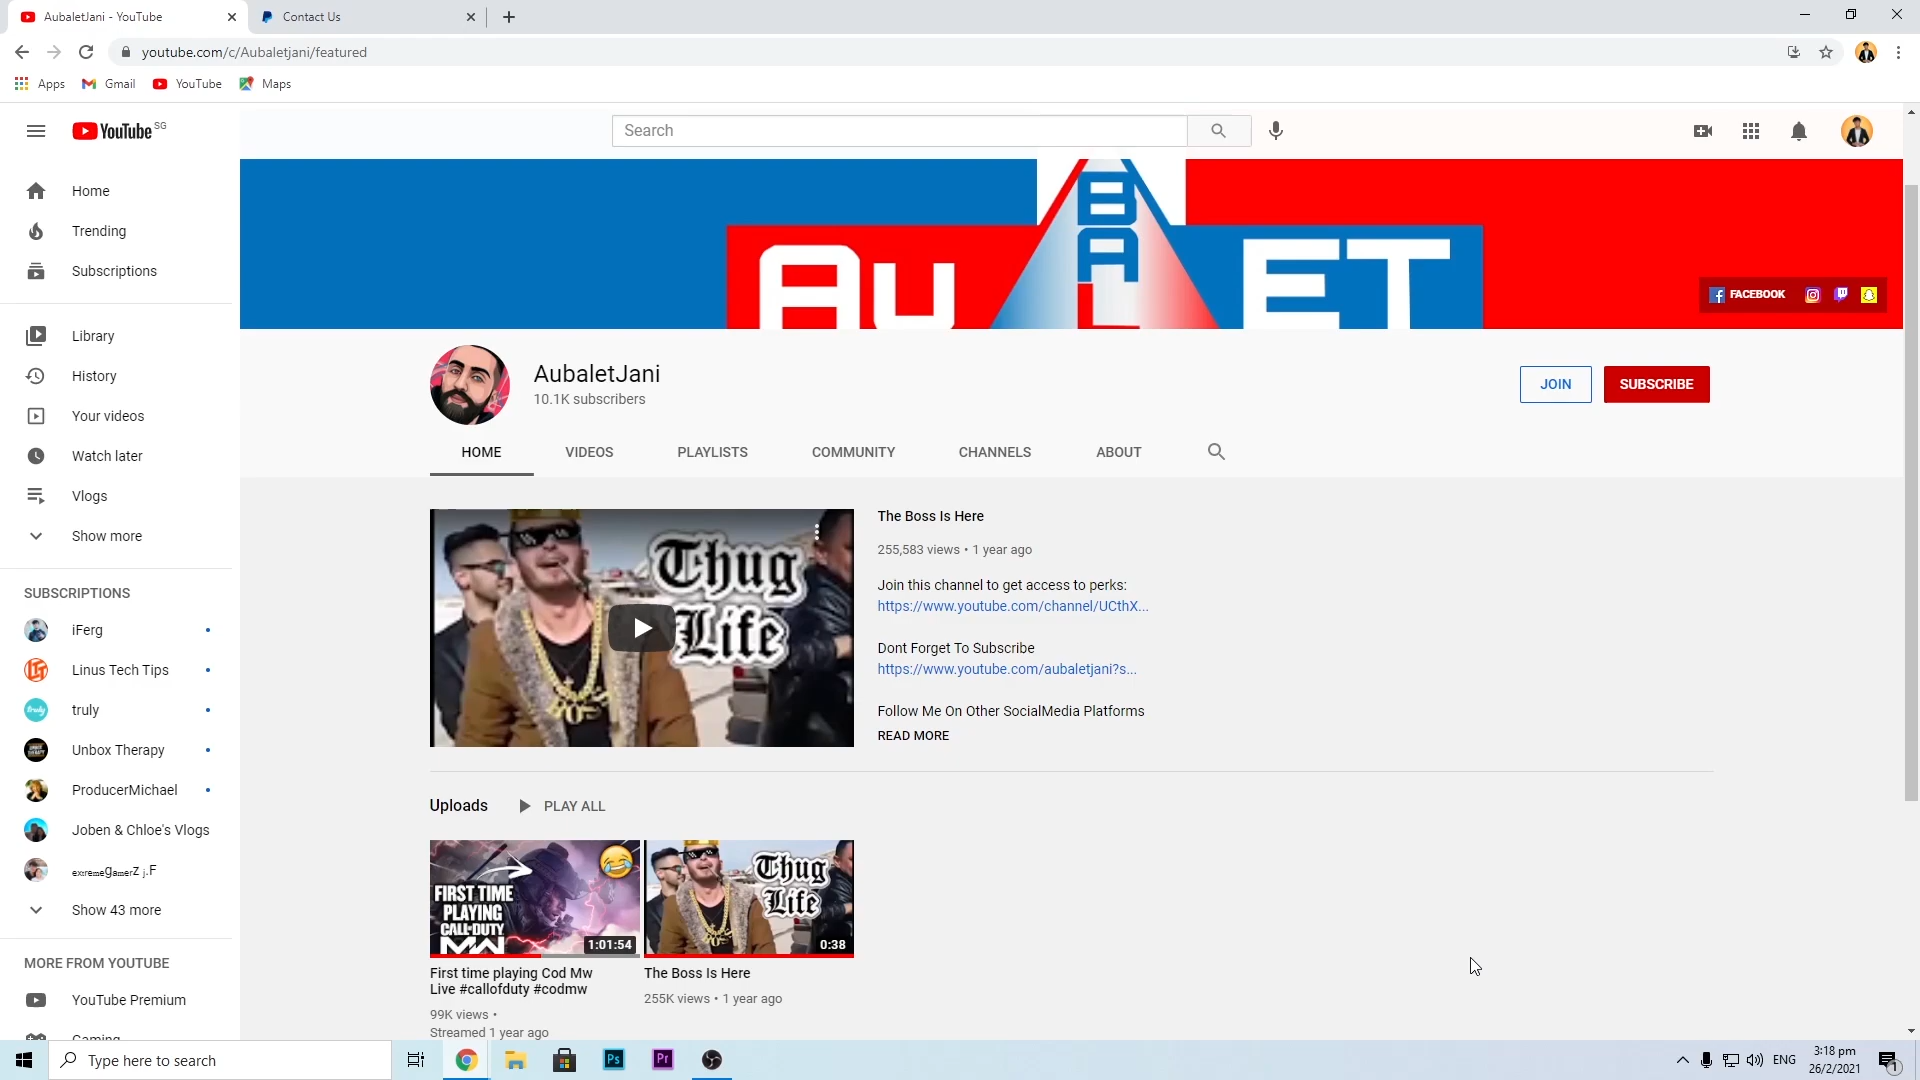 AubaletJani - YouTube
Contact Us
youtube.com/c/Aubaletjani/featured
Apps
Gmail
YouTube
Maps
YouTube SG
Search
Home
Trending
Subscriptions
Library
History
Your videos
Watch later
Vlogs
Show more
SUBSCRIPTIONS
iFerg
Linus Tech Tips
truly
Unbox Therapy
ProducerMichael
Joben & Chloe's Vlogs
extremegamerZ j.F
Show 43 more
MORE FROM YOUTUBE
YouTube Premium
Gaming
Au BAL ET
FACEBOOK
AubaletJani
10.1K subscribers
JOIN
SUBSCRIBE
HOME
VIDEOS
PLAYLISTS
COMMUNITY
CHANNELS
ABOUT
Thug
Life
The Boss Is Here
255,583 views • 1 year ago
Join this channel to get access to perks:
https://www.youtube.com/channel/UCthX...
Dont Forget To Subscribe
https://www.youtube.com/aubaletjani?s...
Follow Me On Other SocialMedia Platforms
READ MORE
Uploads
PLAY ALL
FIRST TIME
PLAYING
CALL·DUTY
MW
1:01:54
First time playing Cod Mw
Live #callofduty #codmw
99K views •
Streamed 1 year ago
Thug
Life
0:38
The Boss Is Here
255K views • 1 year ago
Type here to search
Ps
Pr
ENG
3:18 pm
26/2/2021
1